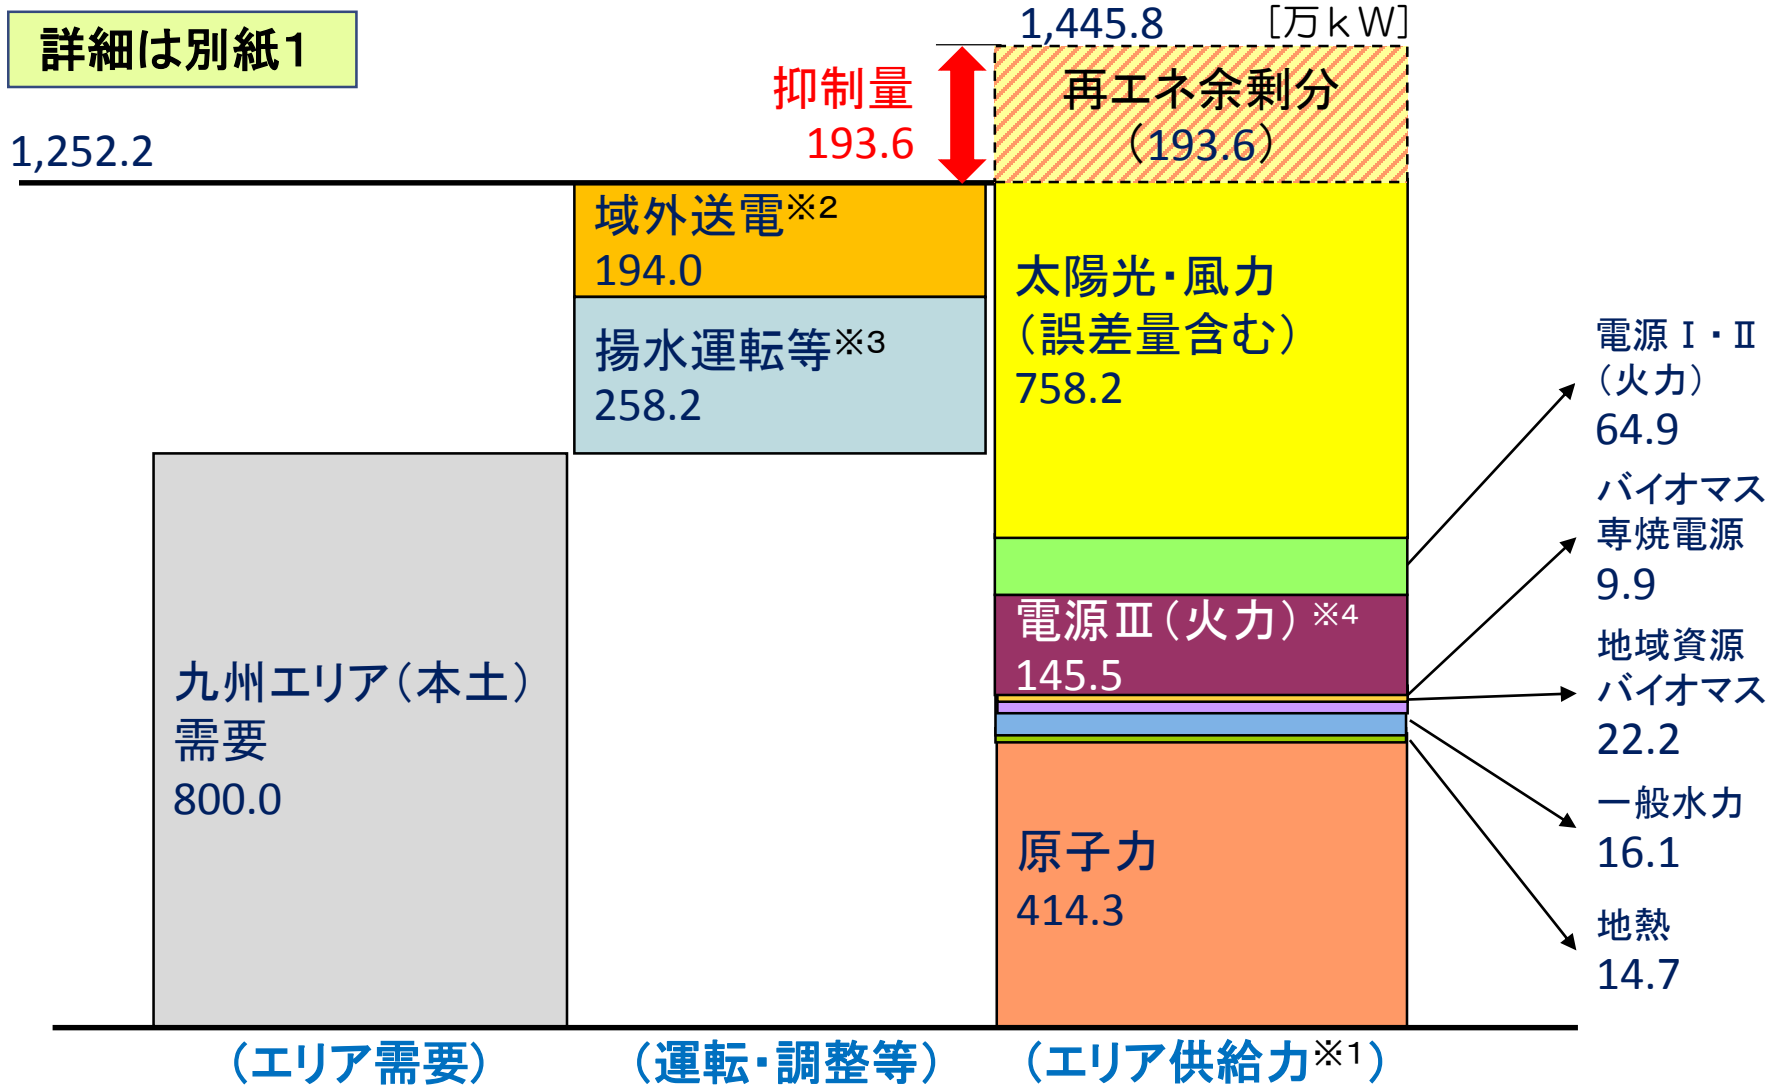 詳細は別紙1
1,445.8
[万kW]
抑制量
193.6
再エネ余剰分
(193.6)
1,252.2
域外送電※2
194.0
揚水運転等※3
258.2
太陽光・風力
(誤差量含む)
758.2
電源Ⅲ(火力)※4
145.5
九州エリア(本土)
需要
800.0
原子力
414.3
電源Ⅰ・Ⅱ
(火力)
64.9
バイオマス
専焼電源
9.9
地域資源
バイオマス
22.2
一般水力
16.1
地熱
14.7
(エリア需要)
(運転・調整等)
(エリア供給力※1)